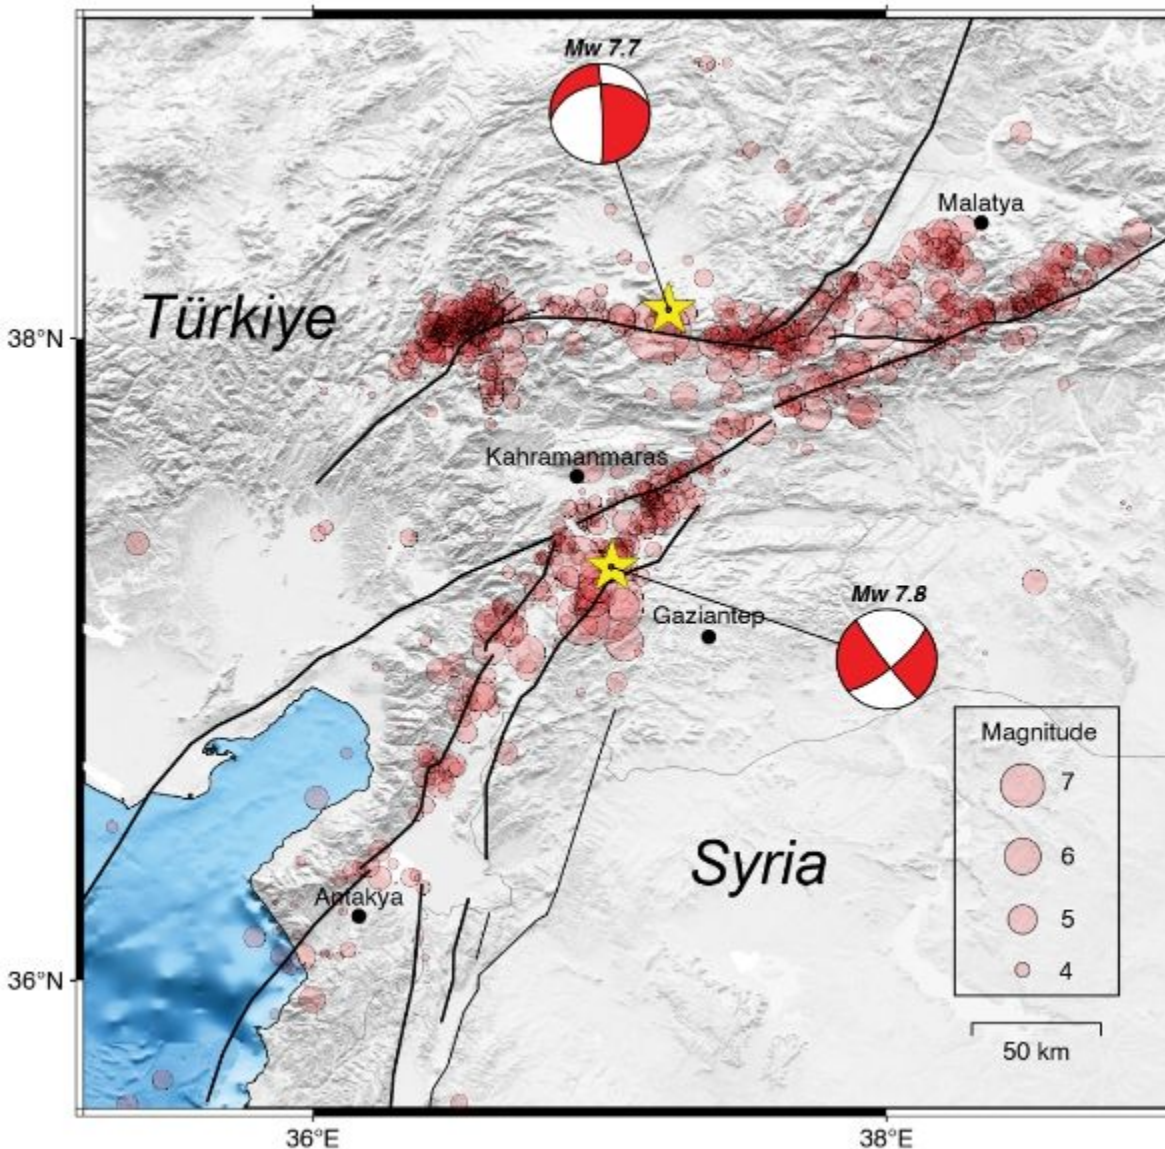 Mw 7.7
Malatya
Türkiye
38°N
Kahramanmaras
Mw 7.8
Gaziantep
Magnitude
7
6
5
4
Syria
Antakya
36°N
50 km
36°E
38°E